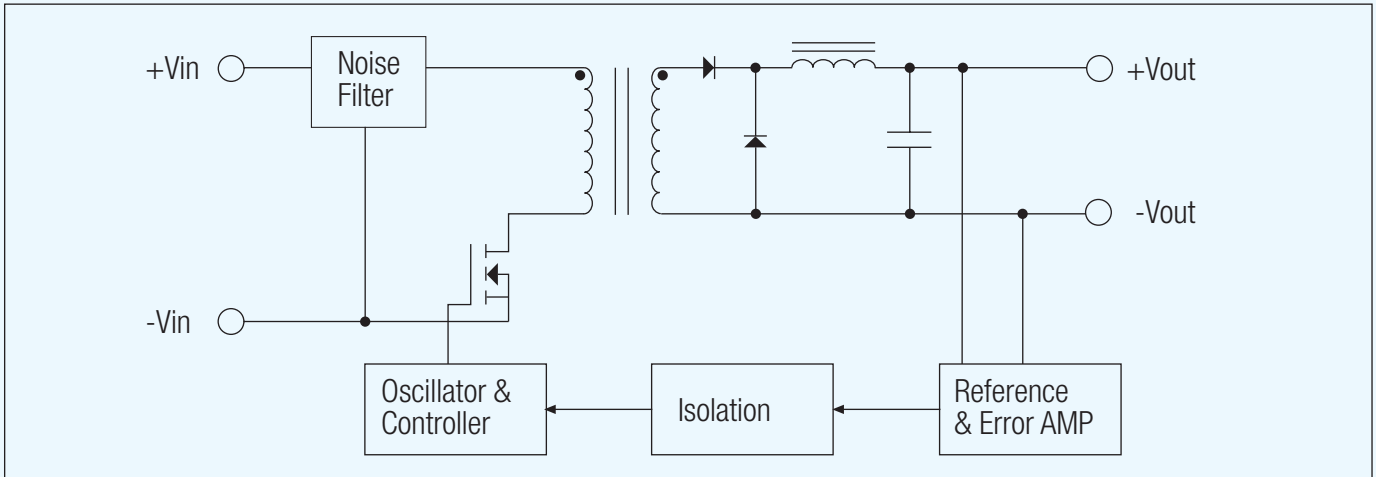 +Vin
Noise
Filter
+Vout
-Vout
-Vin
Oscillator &
Controller
Isolation
Reference
& Error AMP